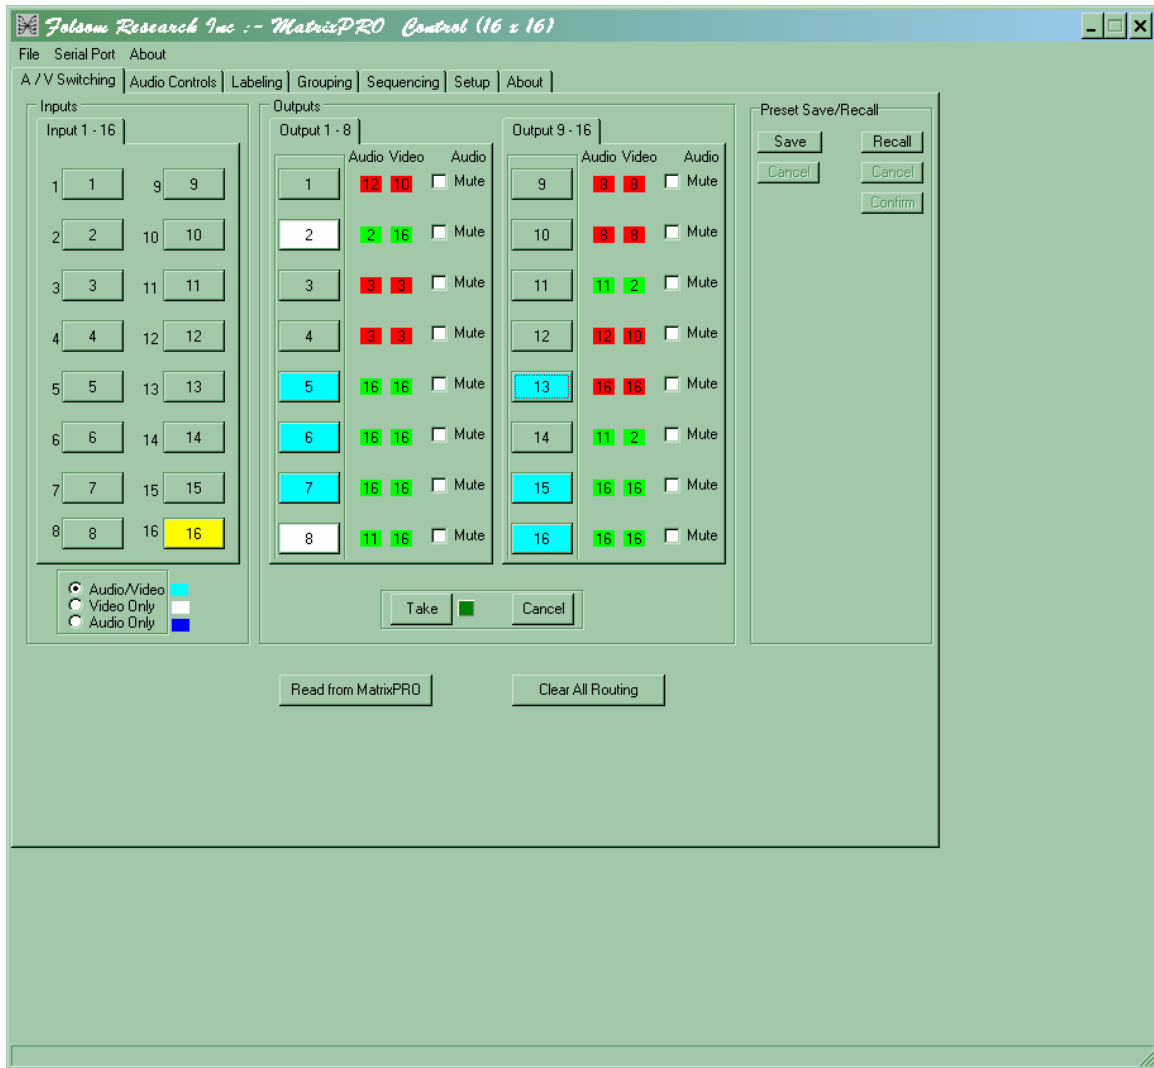 Folsom Research Inc :- MatrixPRO Control (16 x 16)
File Serial Port About
A / V Switching Audio Controls Labeling Grouping Sequencing Setup About
Inputs
Input 1 - 16
1 1 9 9
2 2 10 10
3 3 11 11
4 4 12 12
5 5 13 13
6 6 14 14
7 7 15 15
8 8 16 16
Audio/Video
Video Only
Audio Only
Outputs
Output 1 - 8
Audio Video Audio
1 12 10 Mute
2 2 16 Mute
3 3 3 Mute
4 3 3 Mute
5 16 16 Mute
6 16 16 Mute
7 16 16 Mute
8 11 16 Mute
Output 9 - 16
Audio Video Audio
9 8 8 Mute
10 8 8 Mute
11 11 2 Mute
12 12 10 Mute
13 16 16 Mute
14 11 2 Mute
15 16 16 Mute
16 16 16 Mute
Take Cancel
Preset Save/Recall
Save Recall
Cancel Cancel
Confirm
Read from MatrixPRO Clear All Routing